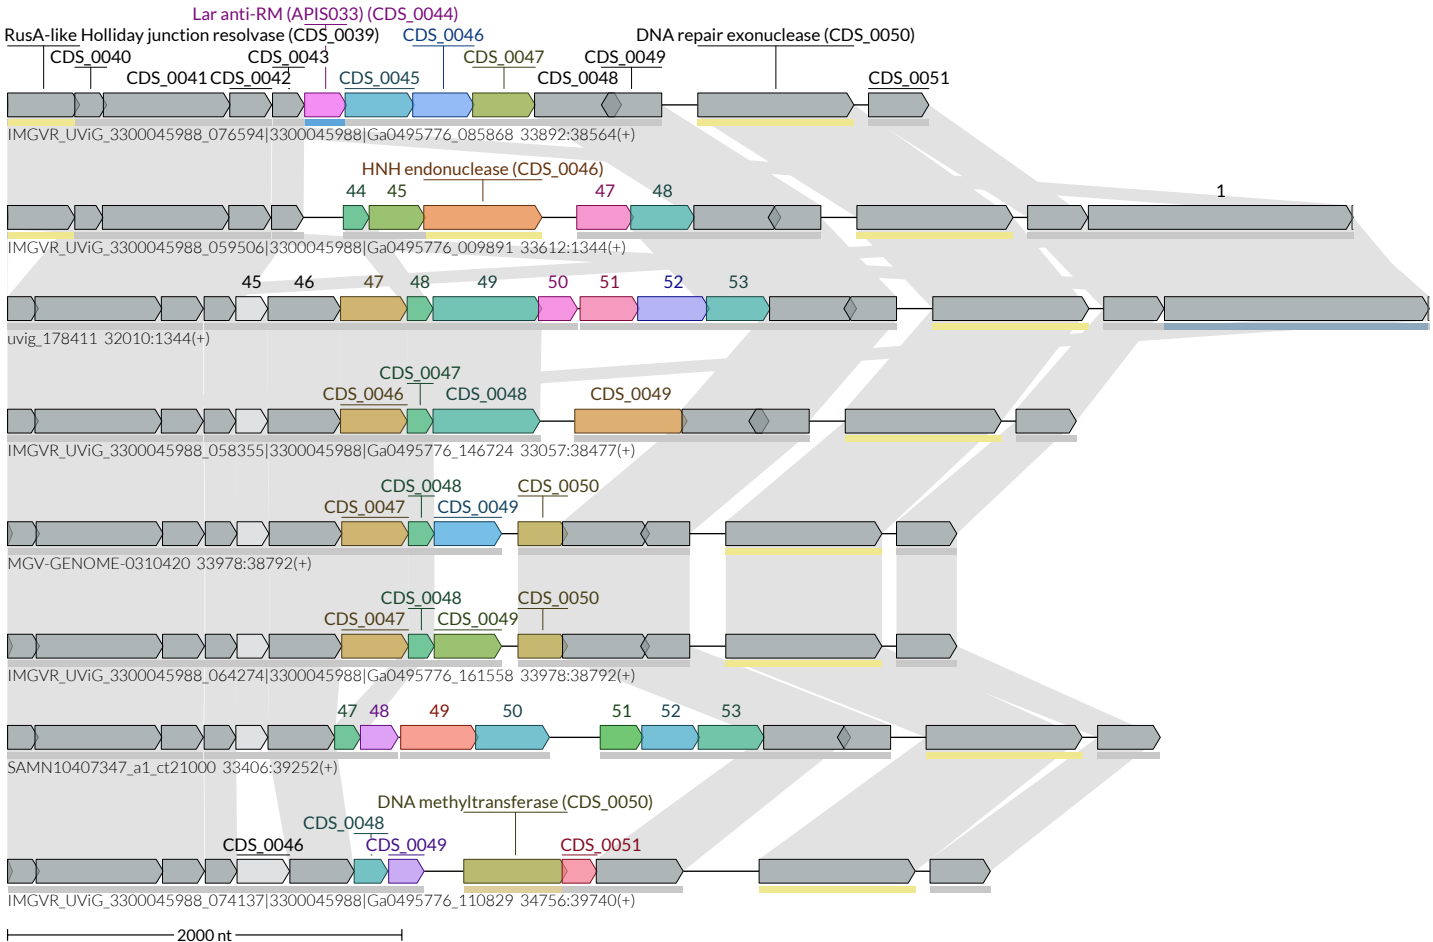 Lar anti-RM (APIS033) (CDS_0044)
RusA-like Holliday junction resolvase (CDS_0039) CDS_0046 DNA repair exonuclease (CDS_0050)
CDS_0040 CDS_0043 CDS_0047 CDS_0049
CDS_0041 CDS_0042 CDS_0045 CDS_0048 CDS_0051
IMGVR_UViG_3300045988_076594|3300045988|Ga0495776_085868 33892:38564(+)
HNH endonuclease (CDS_0046)
44 45 47 48 1
IMGVR_UViG_3300045988_059506|3300045988|Ga0495776_009891 33612:1344(+)
45 46 47 48 49 50 51 52 53
uvig_178411 32010:1344(+)
CDS_0047
CDS_0046 CDS_0048 CDS_0049
IMGVR_UViG_3300045988_058355|3300045988|Ga0495776_146724 33057:38477(+)
CDS_0048 CDS_0050
CDS_0047 CDS_0049
MGV-GENOME-0310420 33978:38792(+)
CDS_0048 CDS_0050
CDS_0047 CDS_0049
IMGVR_UViG_3300045988_064274|3300045988|Ga0495776_161558 33978:38792(+)
47 48 49 50 51 52 53
SAMN10407347_a1_ct21000 33406:39252(+)
DNA methyltransferase (CDS_0050)
CDS_0048
CDS_0046 CDS_0049 CDS_0051
IMGVR_UViG_3300045988_074137|3300045988|Ga0495776_110829 34756:39740(+)
2000 nt